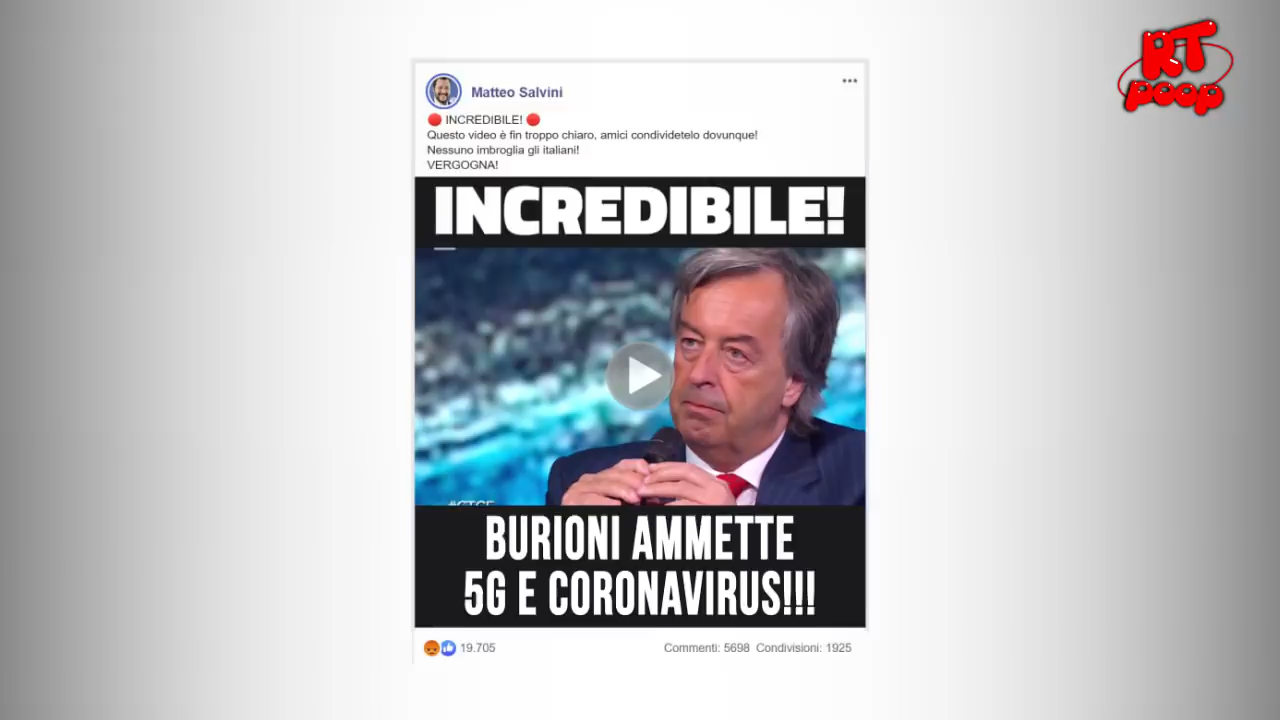 RT
poop
Matteo Salvini
🔴 INCREDIBILE! 🔴
Questo video è fin troppo chiaro, amici condividetelo dovunque!
Nessuno imbroglia gli italiani!
VERGOGNA!
INCREDIBILE!
BURIONI AMMETTE
5G E CORONAVIRUS!!!
19.705
Commenti: 5698 Condivisioni: 1925